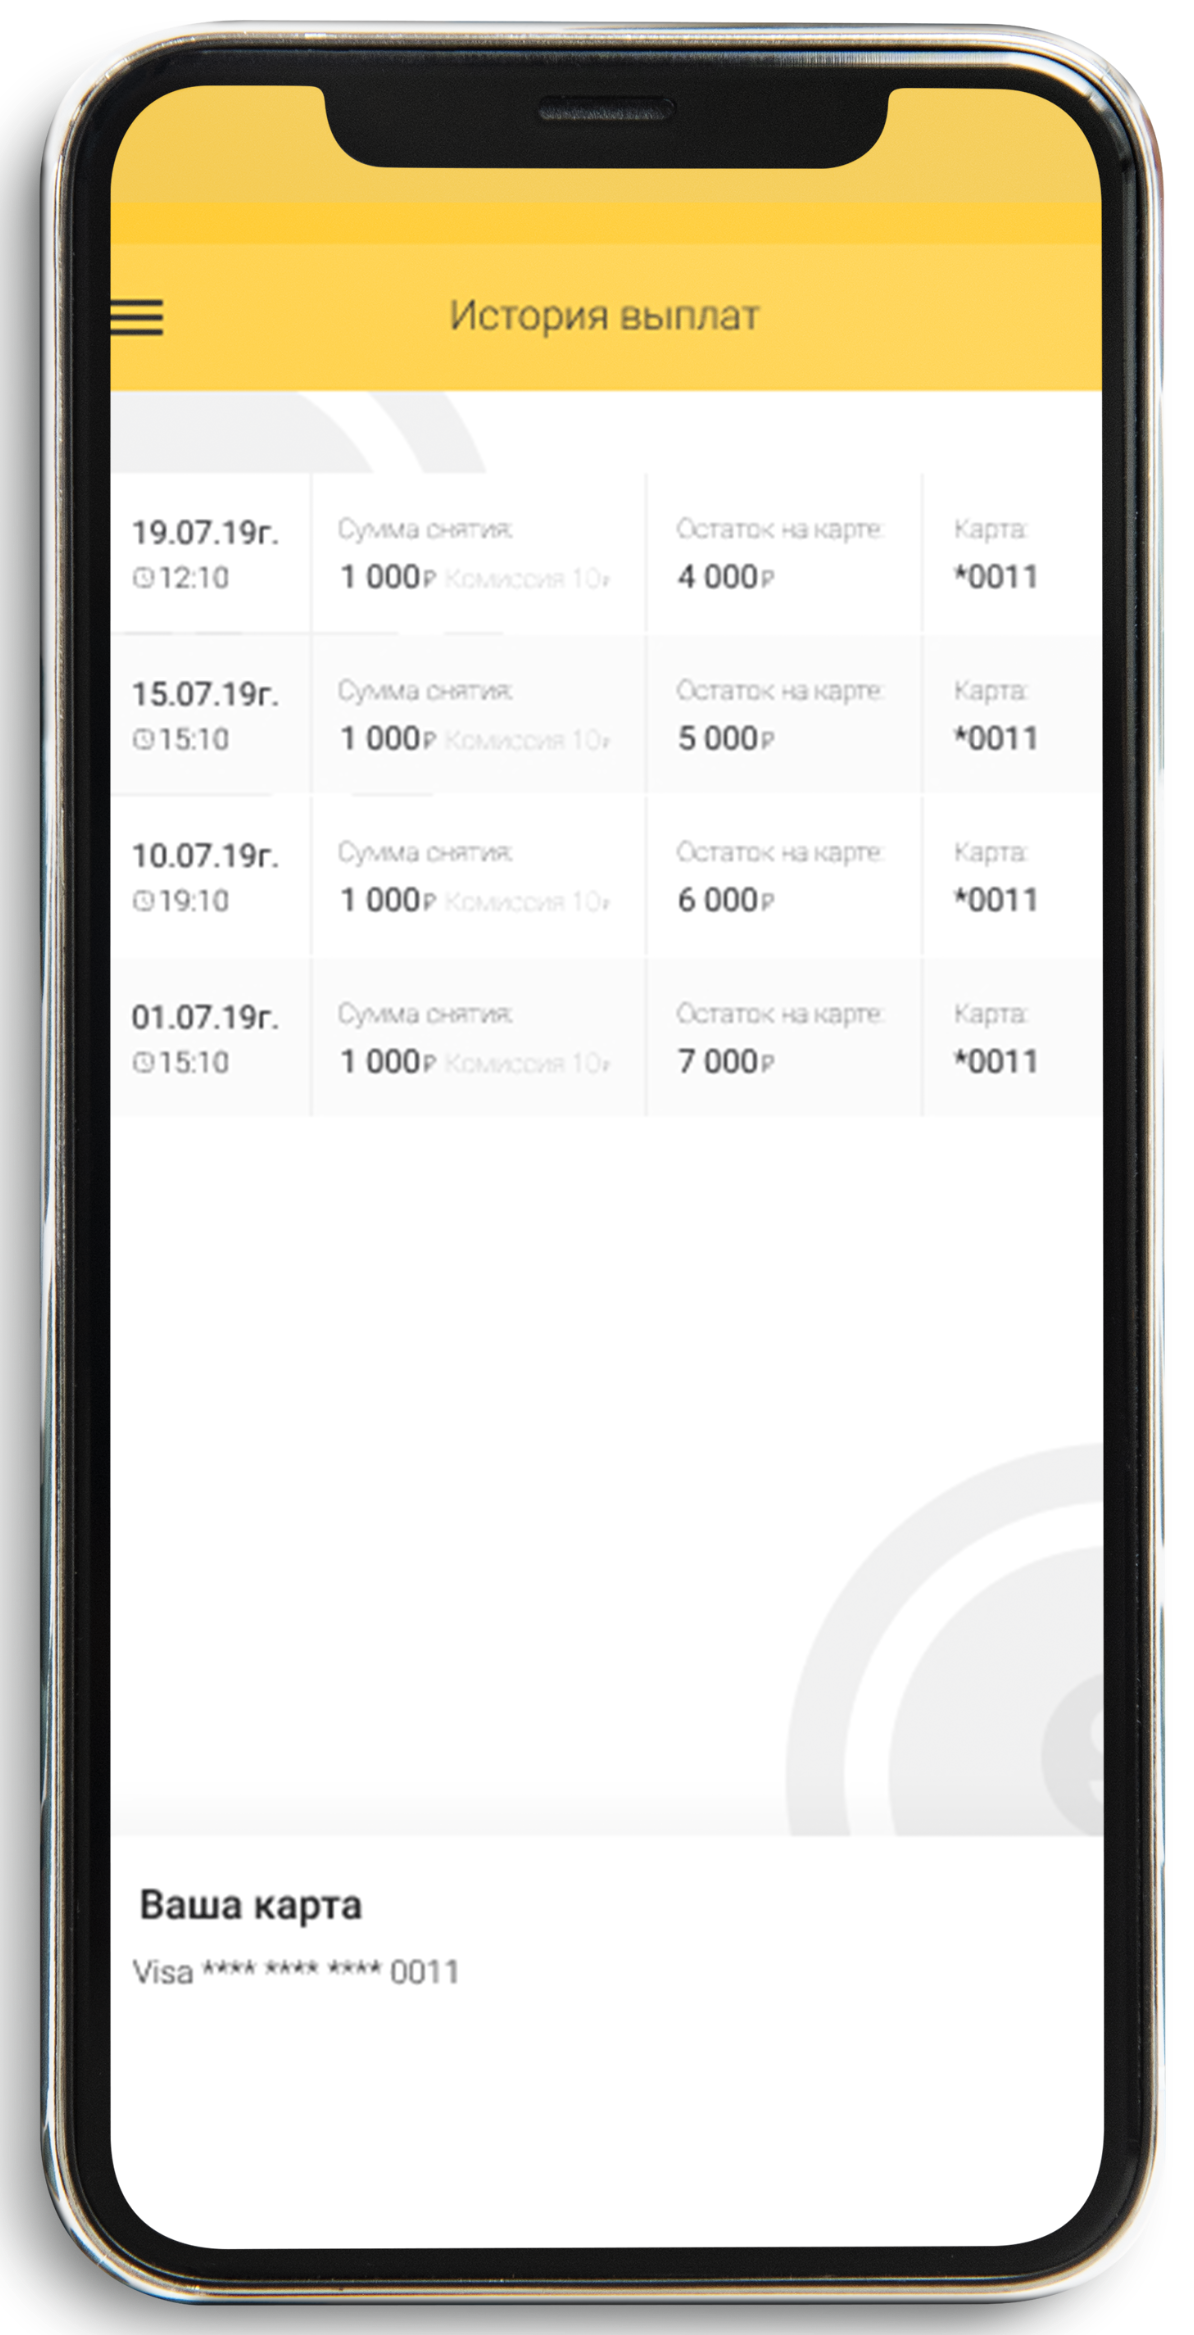 История выплат
19.07.19г. Сумма снятия: Остаток на карте: Карта:
12:10 1 000₽ Комиссия 10₽ 4 000₽ *0011
15.07.19г. Сумма снятия: Остаток на карте: Карта:
15:10 1 000₽ Комиссия 10₽ 5 000₽ *0011
10.07.19г. Сумма снятия: Остаток на карте: Карта:
19:10 1 000₽ Комиссия 10₽ 6 000₽ *0011
01.07.19г. Сумма снятия: Остаток на карте: Карта:
15:10 1 000₽ Комиссия 10₽ 7 000₽ *0011
Ваша карта
Visa **** **** **** 0011